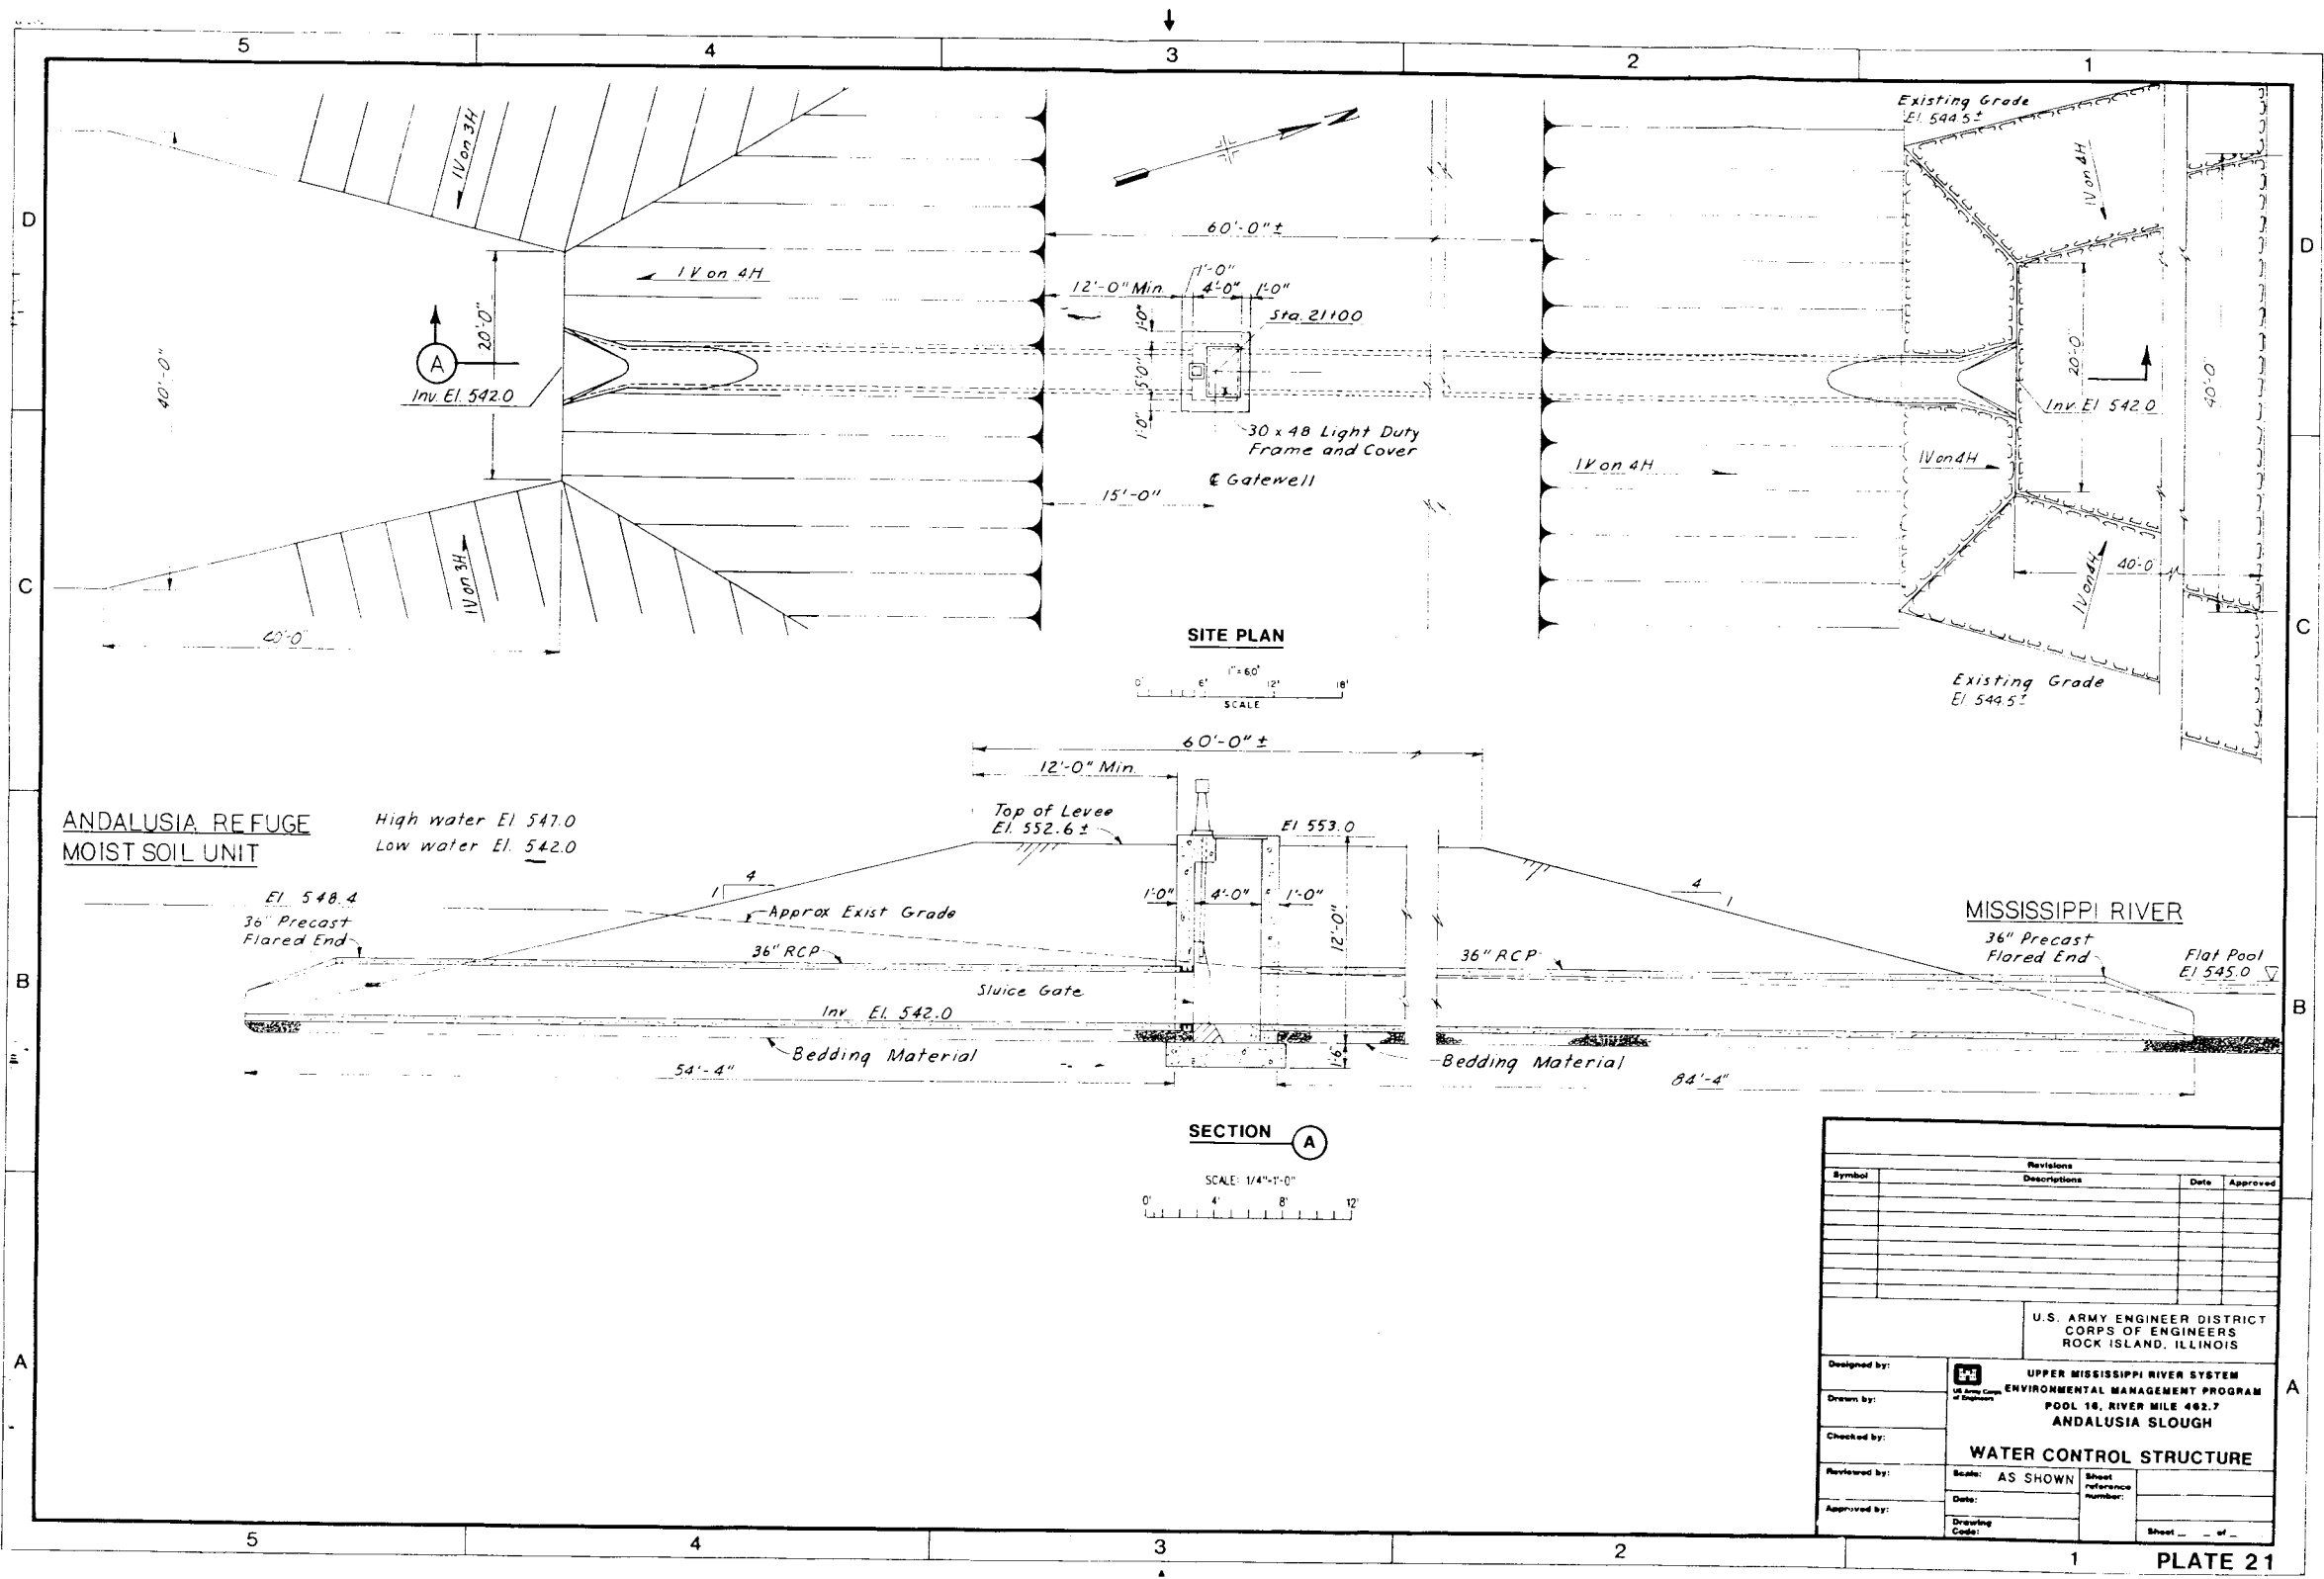 5 4 3 2 1
D
D
C
C
B
B
A
A
1V on 3H
40'-0"
20'-0"
A
Inv. El. 542.0
1V on 4H
1V on 3H
40'-0"
60'-0" ±
12'-0" Min.
1'-0"
4'-0"
1'-0"
Sta. 21+00
1'-0"
5'-0"
1'-0"
30 x 48 Light Duty
Frame and Cover
℄ Gatewell
15'-0"
1V on 4H
Existing Grade
El. 544.5±
1V on 4H
20'-0"
40'-0"
Inv. El 542.0
1V on 4H
1V on 4H
40'-0
Existing Grade
El. 544.5±
SITE PLAN
1" = 6.0'
0' 6' 12' 18'
SCALE
ANDALUSIA REFUGE
MOIST SOIL UNIT
High water El 547.0
Low water El. 542.0
60'-0" ±
12'-0" Min.
Top of Levee
El. 552.6 ±
El 553.0
1
4
El. 548.4
36" Precast
Flared End
Approx Exist Grade
36" RCP
1'-0"
4'-0"
1'-0"
12'-0"
1'-6"
Sluice Gate
Inv. El. 542.0
Bedding Material
54'-4"
36" RCP
4
1
MISSISSIPPI RIVER
36" Precast
Flared End
Flat Pool
El 545.0
Bedding Material
84'-4"
SECTION A
SCALE: 1/4"=1'-0"
0' 4' 8' 12'
Revisions
Symbol Descriptions Date Approved
U.S. ARMY ENGINEER DISTRICT
CORPS OF ENGINEERS
ROCK ISLAND, ILLINOIS
Designed by:
Drawn by:
Checked by:
Reviewed by:
Approved by:
US Army Corps
of Engineers
UPPER MISSISSIPPI RIVER SYSTEM
ENVIRONMENTAL MANAGEMENT PROGRAM
POOL 16, RIVER MILE 462.7
ANDALUSIA SLOUGH
WATER CONTROL STRUCTURE
Scale: AS SHOWN
Sheet
reference
number:
Date:
Drawing
Code:
Sheet _ of _
5 4 3 2 1
PLATE 21